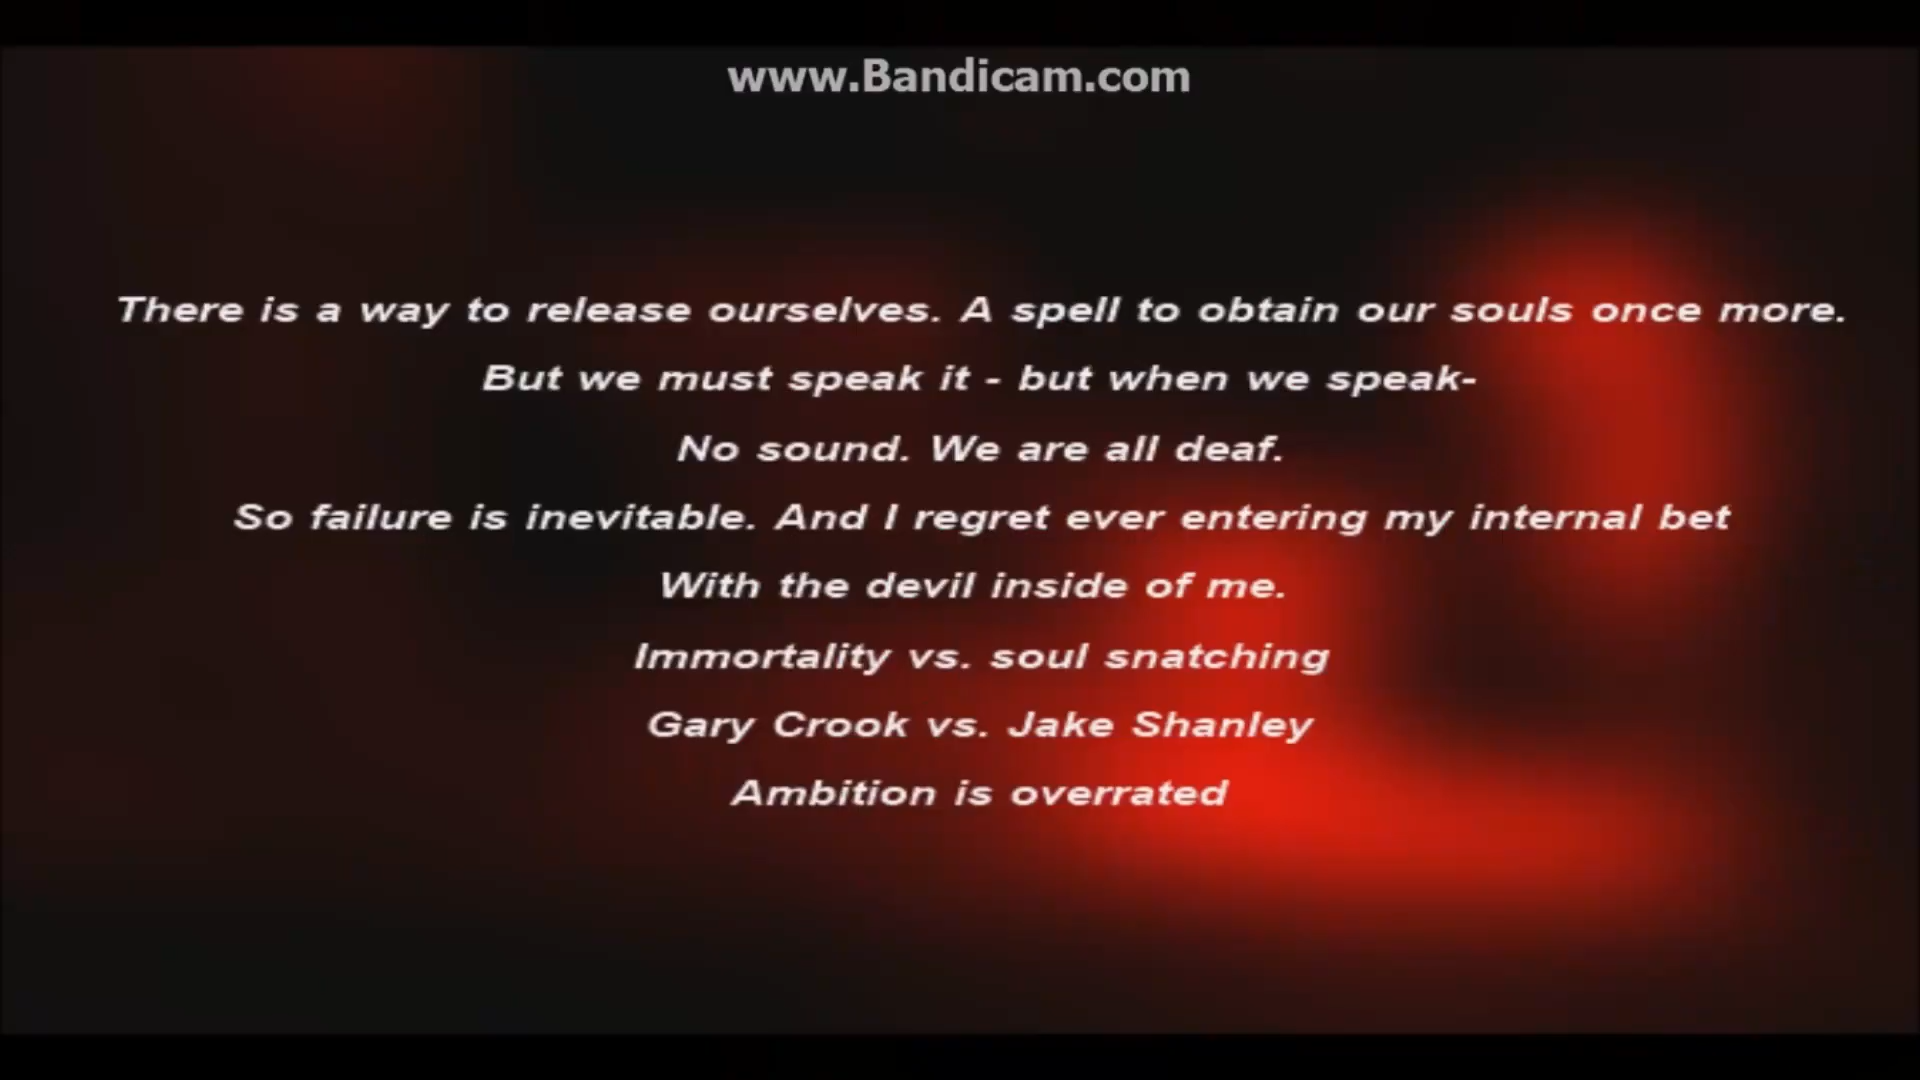 www.Bandicam.com
There is a way to release ourselves. A spell to obtain our souls once more.
But we must speak it - but when we speak-
No sound. We are all deaf.
So failure is inevitable. And I regret ever entering my internal bet
With the devil inside of me.
Immortality vs. soul snatching
Gary Crook vs. Jake Shanley
Ambition is overrated